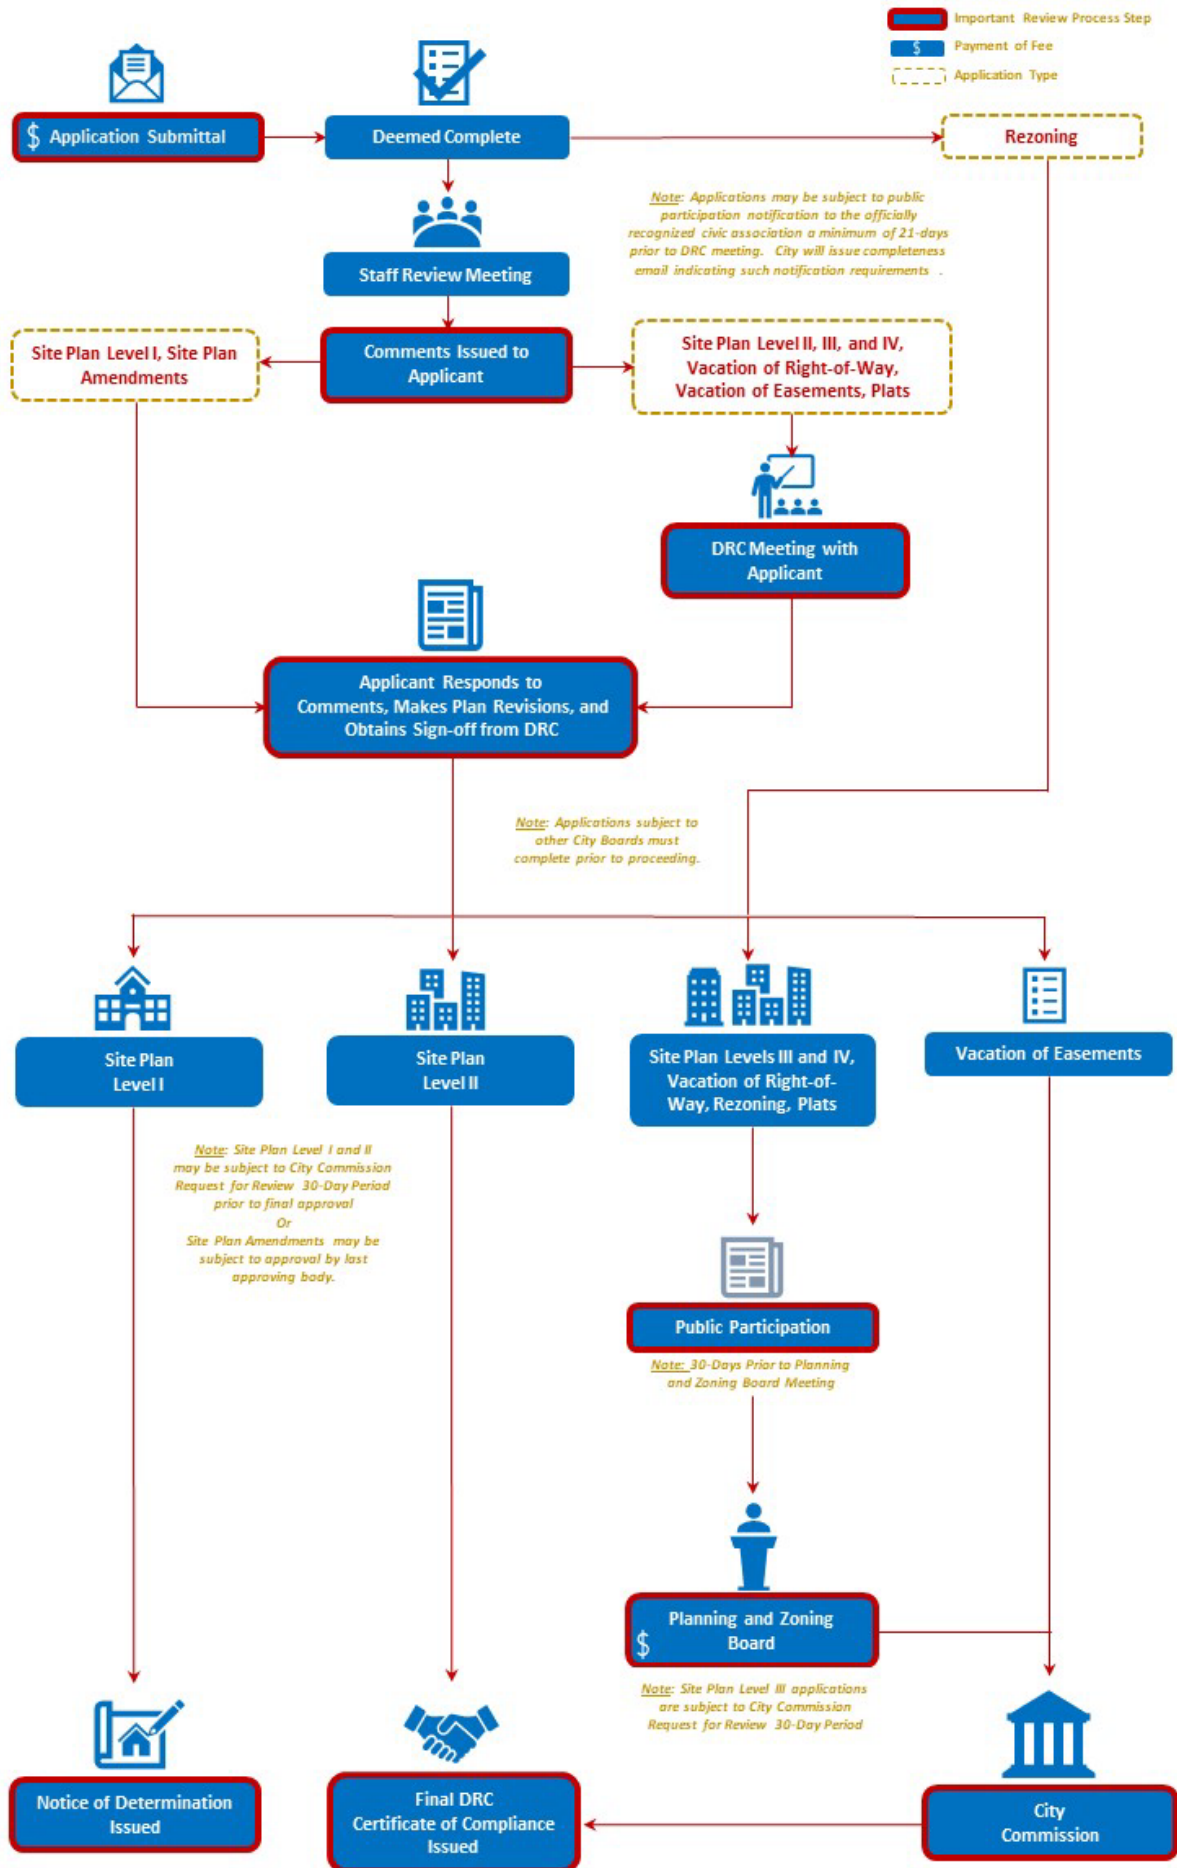 Important Review Process Step
$ Payment of Fee
Application Type
$ Application Submittal
Deemed Complete
Rezoning
Note: Applications may be subject to public
participation notification to the officially
recognized civic association a minimum of 21-days
prior to DRC meeting. City will issue completeness
email indicating such notification requirements .
Staff Review Meeting
Site Plan Level I, Site Plan
Amendments
Comments Issued to
Applicant
Site Plan Level II, III, and IV,
Vacation of Right-of-Way,
Vacation of Easements, Plats
DRC Meeting with
Applicant
Applicant Responds to
Comments, Makes Plan Revisions, and
Obtains Sign-off from DRC
Note: Applications subject to
other City Boards must
complete prior to proceeding.
Site Plan
Level I
Site Plan
Level II
Site Plan Levels III and IV,
Vacation of Right-of-
Way, Rezoning, Plats
Vacation of Easements
Note: Site Plan Level I and II
may be subject to City Commission
Request for Review 30-Day Period
prior to final approval
Or
Site Plan Amendments may be
subject to approval by last
approving body.
Public Participation
Note: 30-Days Prior to Planning
and Zoning Board Meeting
Planning and Zoning
$ Board
Note: Site Plan Level III applications
are subject to City Commission
Request for Review 30-Day Period
Notice of Determination
Issued
Final DRC
Certificate of Compliance
Issued
City
Commission